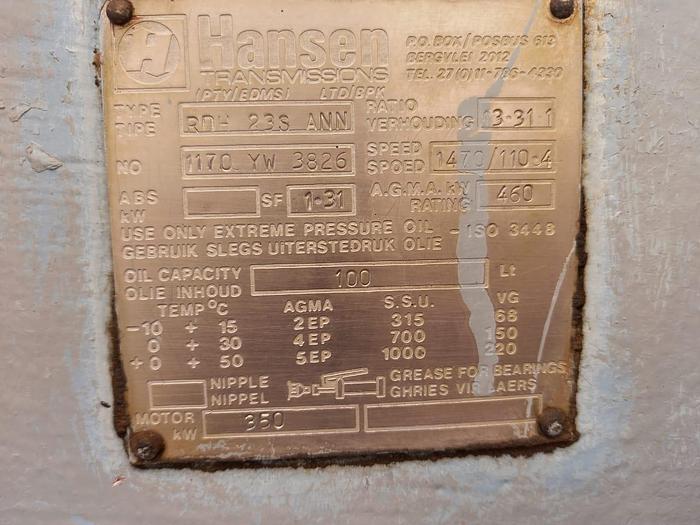 H Hansen
TRANSMISSIONS
(PTY/EDMS) LTD/BPK
P.O. BOX/POSBUS 613
BERGVLEI 2012
TEL. 27(0)11-786-4330
TYPE
TIPE
RDH 23S ANN
RATIO
VERHOUDING
13·31·1
NO
1170 YW 3826
SPEED
SPOED
1470/110·4
ABS
kW
SF 1·31
A.G.M.A. kW
RATING
460
USE ONLY EXTREME PRESSURE OIL - ISO 3448
GEBRUIK SLEGS UITERSTEDRUK OLIE
OIL CAPACITY
OLIE INHOUD
100 Lt
TEMP °C AGMA S.S.U. VG
-10 + 15 2EP 315 68
0 + 30 4EP 700 150
+0 + 50 5EP 1000 220
NIPPLE
NIPPEL
GREASE FOR BEARINGS
GHRIES VIR LAERS
MOTOR
kW
350